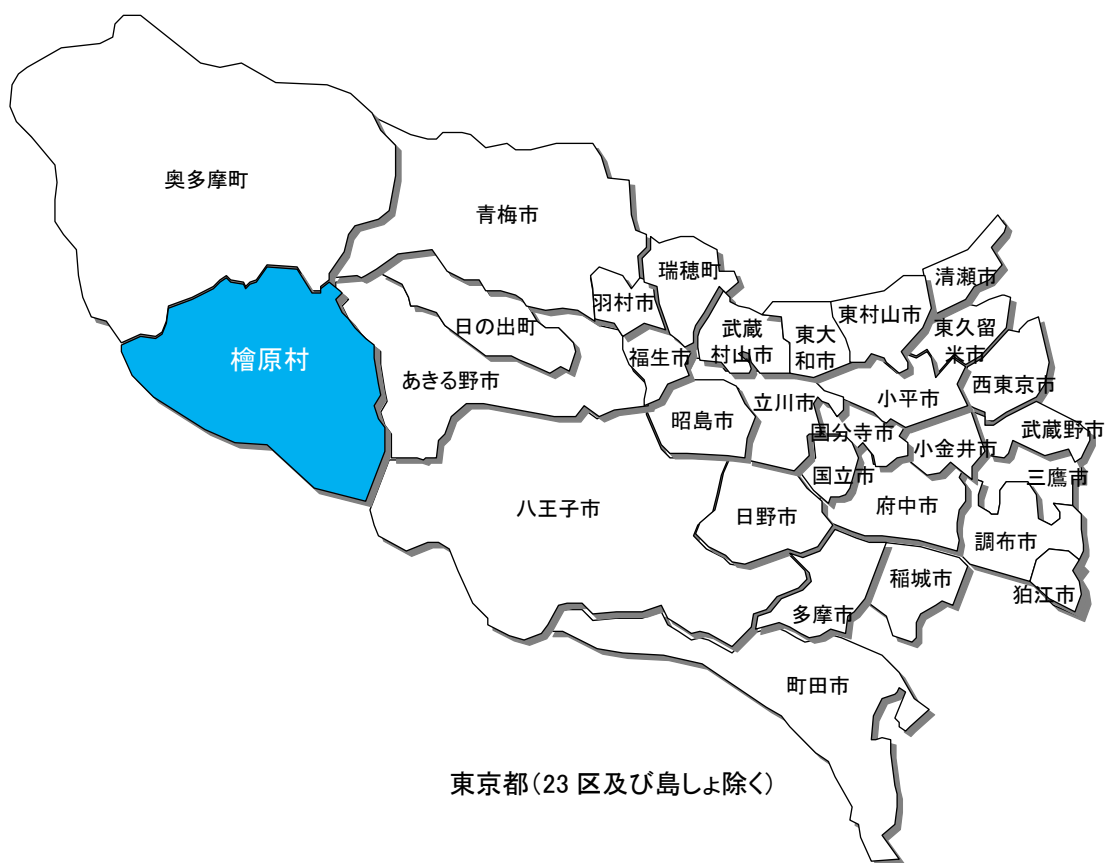 奥多摩町
青梅市
瑞穂町
清瀬市
羽村市
日の出町
武蔵
村山市
東大
和市
東村山市
東久留
米市
檜原村
福生市
あきる野市
西東京市
昭島市
立川市
小平市
国分寺市
武蔵野市
小金井市
国立市
三鷹市
八王子市
日野市
府中市
調布市
稲城市
狛江市
多摩市
町田市
東京都(23 区及び島しょ除く)